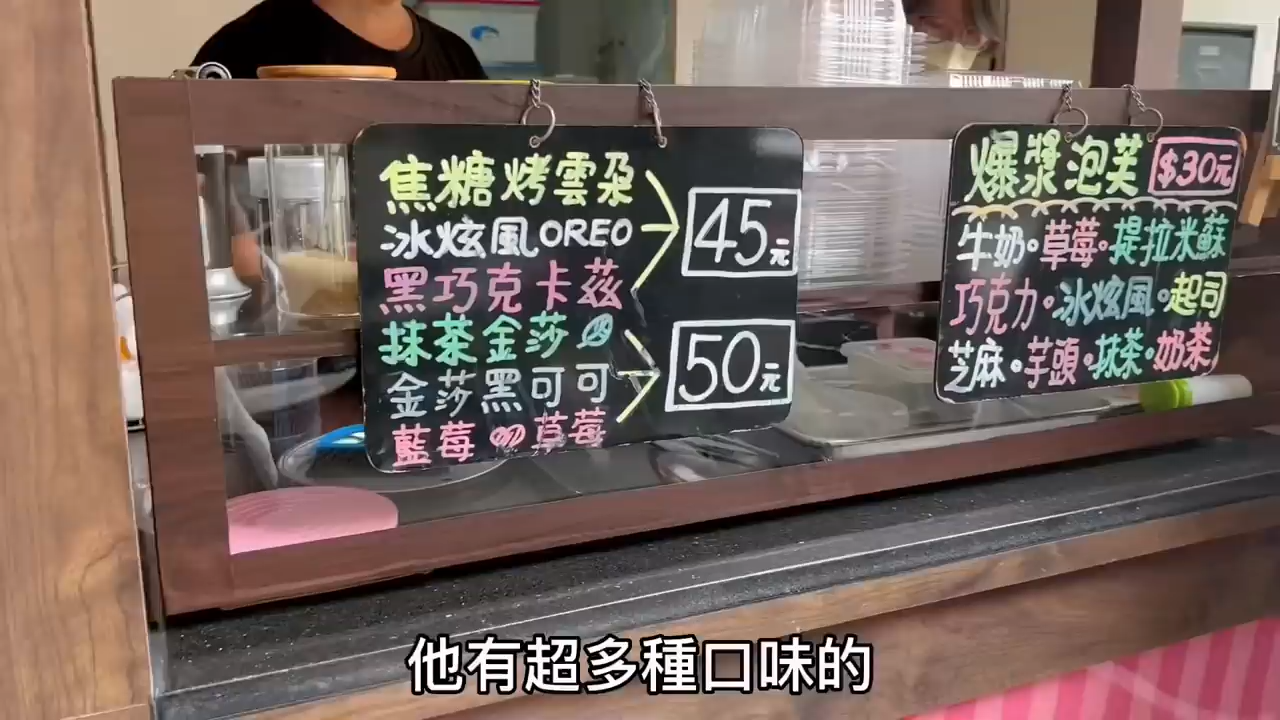 焦糖烤雲朵
冰炫風OREO
黑巧克卡茲
45元
抹茶金莎
金莎黑可可
藍莓 草莓
50元
爆漿泡芙 $30元
牛奶・草莓・提拉米蘇
巧克力・冰炫風・起司
芝麻・芋頭・抹茶・奶茶
他有超多種口味的